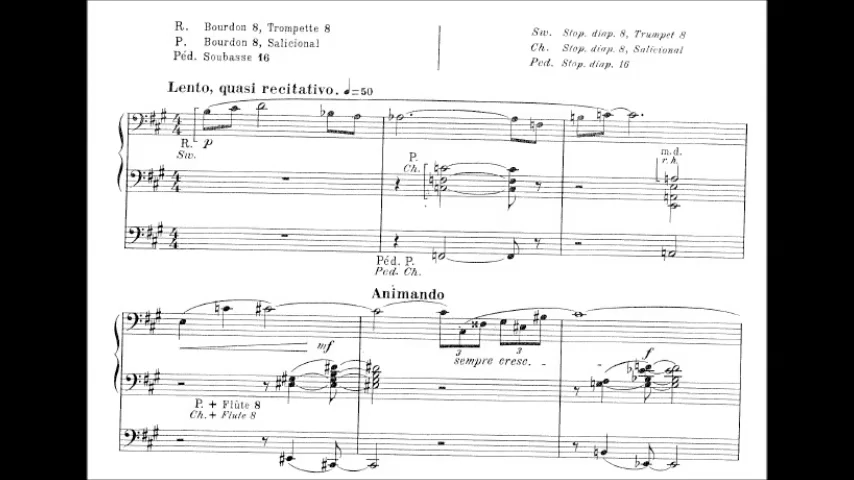 R. Bourdon 8, Trompette 8
P. Bourdon 8, Salicional
Péd. Soubasse 16
Sw. Stop. diap. 8, Trumpet 8
Ch. Stop. diap. 8, Salicional
Ped. Stop. diap. 16
Lento, quasi recitativo. ♩=50
R. p
Sw.
P.
Ch.
m.d.
r.h.
Péd. P.
Ped. Ch.
Animando
mf
3 3
sempre cresc. - -
f
P. + Flûte 8
Ch. + Flute 8